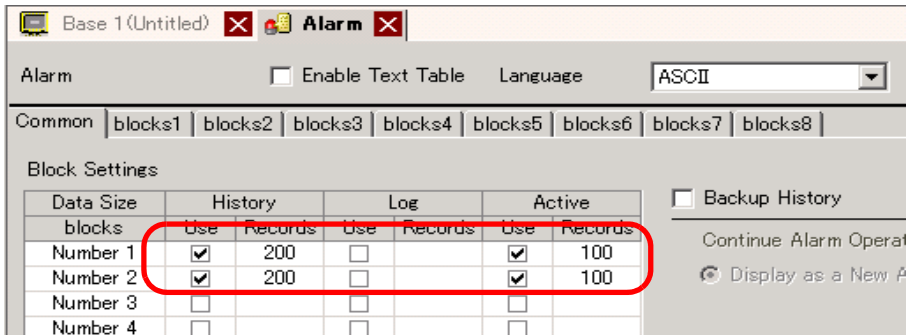 Base 1(Untitled) Alarm
Alarm Enable Text Table Language ASCII
Common blocks1 blocks2 blocks3 blocks4 blocks5 blocks6 blocks7 blocks8
Block Settings
Data Size History Log Active Backup History
blocks Use Records Use Records Use Records
Continue Alarm
Number 1 200 100
Display as a New
Number 2 200 100
Number 3
Number 4